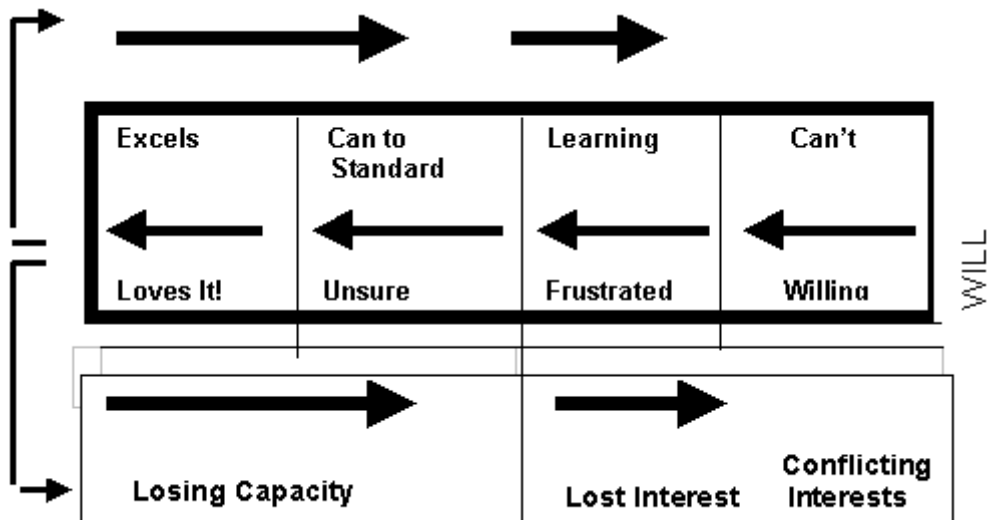 Excels
Can to
Standard
Learning
Can't
Loves It!
Unsure
Frustrated
Willing
WILL
Losing Capacity
Lost Interest
Conflicting
Interests